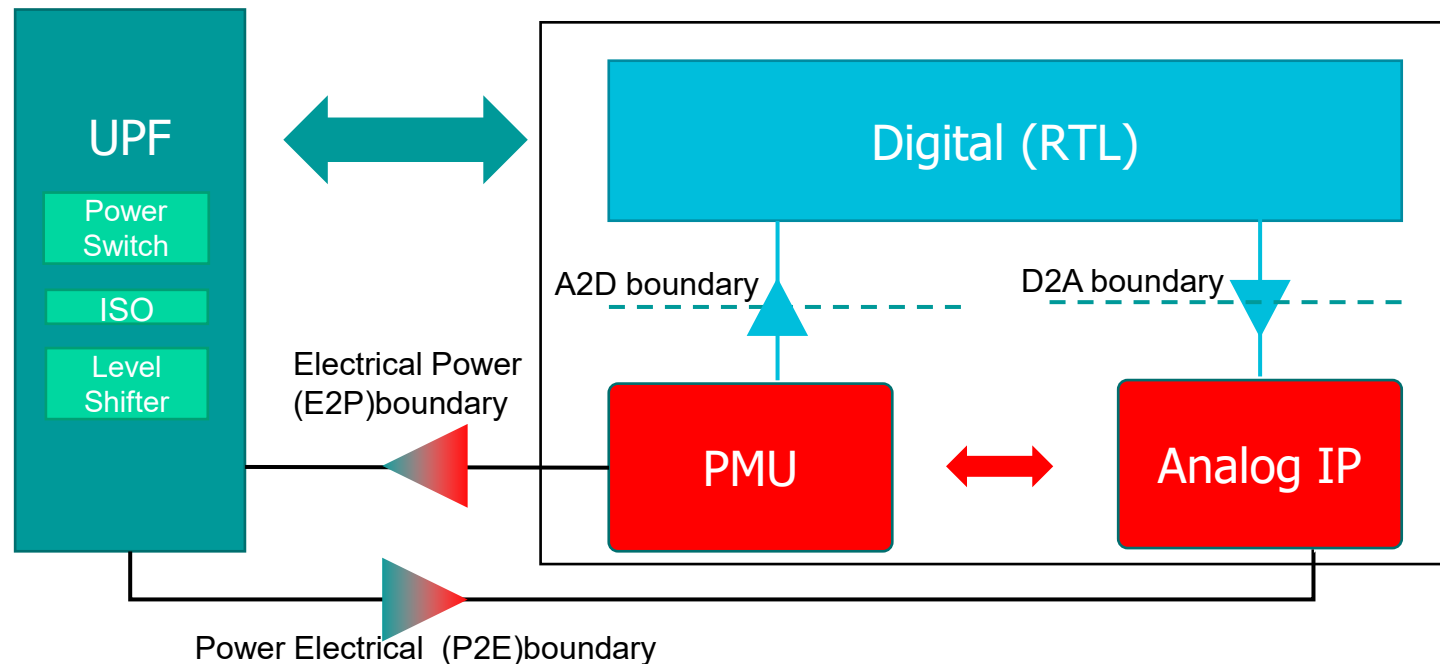 UPF
Power
Switch
ISO
Level
Shifter
Digital (RTL)
A2D boundary
D2A boundary
Electrical Power
(E2P)boundary
PMU
Analog IP
Power Electrical (P2E)boundary